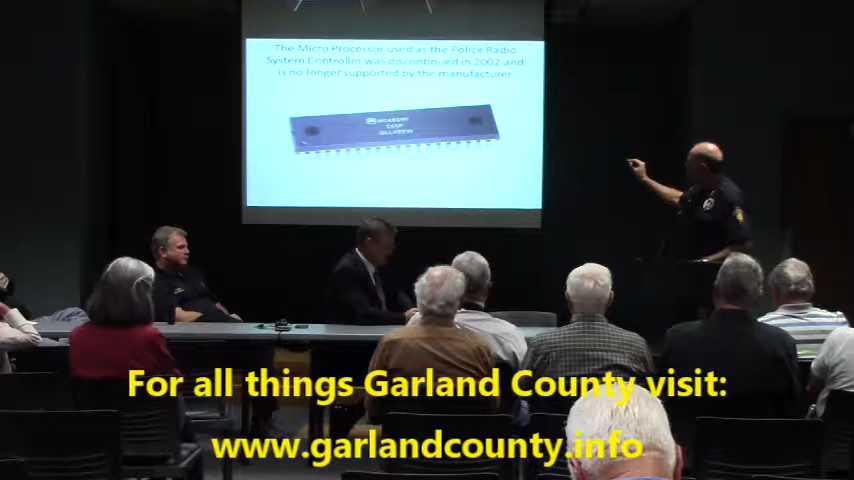 The Micro Processor used as the Police Radio
System Controller was discontinued in 2002 and
is no longer supported by the manufacturer.
For all things Garland County visit:
www.garlandcounty.info